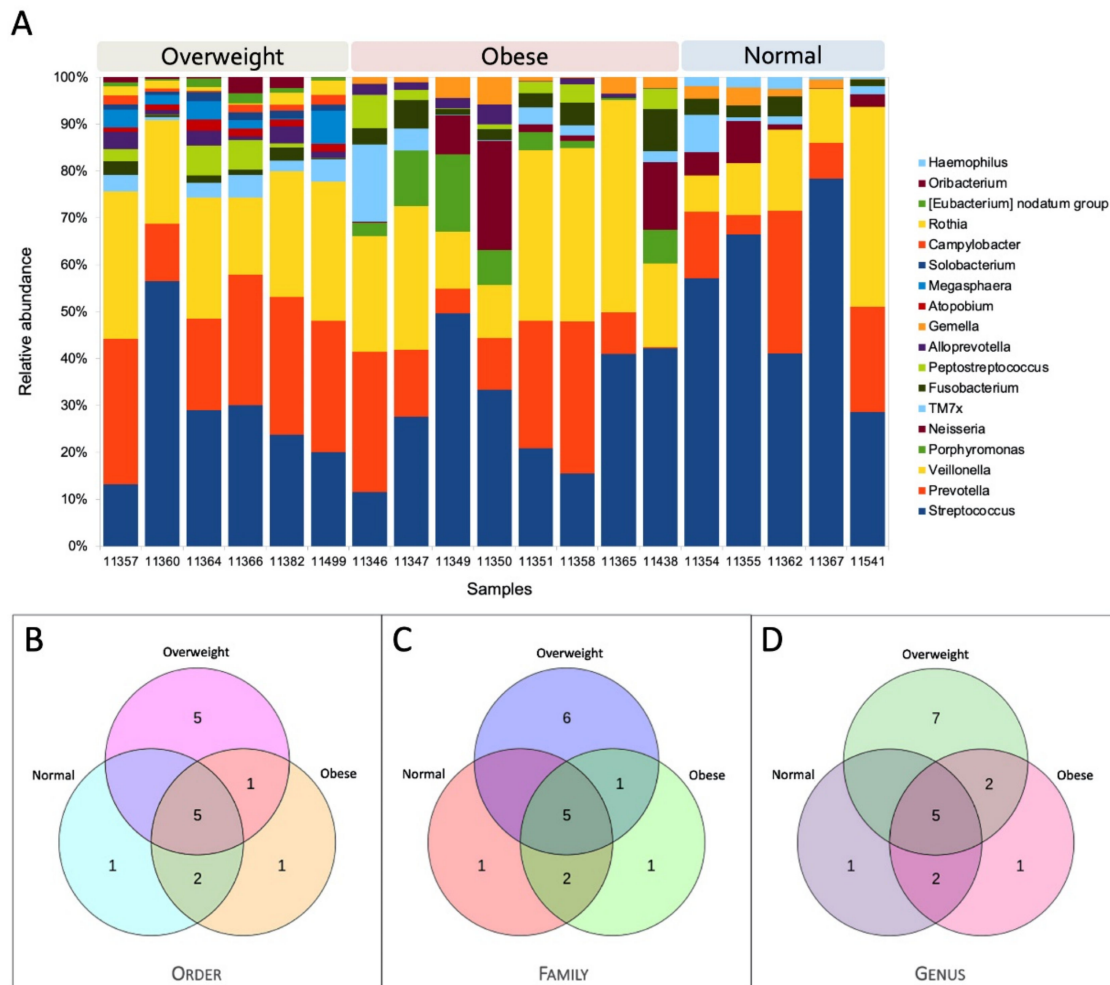 A
Overweight
Obese
Normal
100%
90%
80%
70%
60%
50%
40%
30%
20%
10%
0%
Relative abundance
11357 11360 11364 11366 11382 11499 11346 11347 11349 11350 11351 11358 11365 11438 11354 11355 11362 11367 11541
Samples
Haemophilus
Oribacterium
[Eubacterium] nodatum group
Rothia
Campylobacter
Solobacterium
Megasphaera
Atopobium
Gemella
Alloprevotella
Peptostreptococcus
Fusobacterium
TM7x
Neisseria
Porphyromonas
Veillonella
Prevotella
Streptococcus
B
Overweight
5
Normal
Obese
1
5
1
1
2
ORDER
C
Overweight
6
Normal
Obese
1
5
1
1
2
FAMILY
D
Overweight
7
Normal
Obese
2
5
1
1
2
GENUS